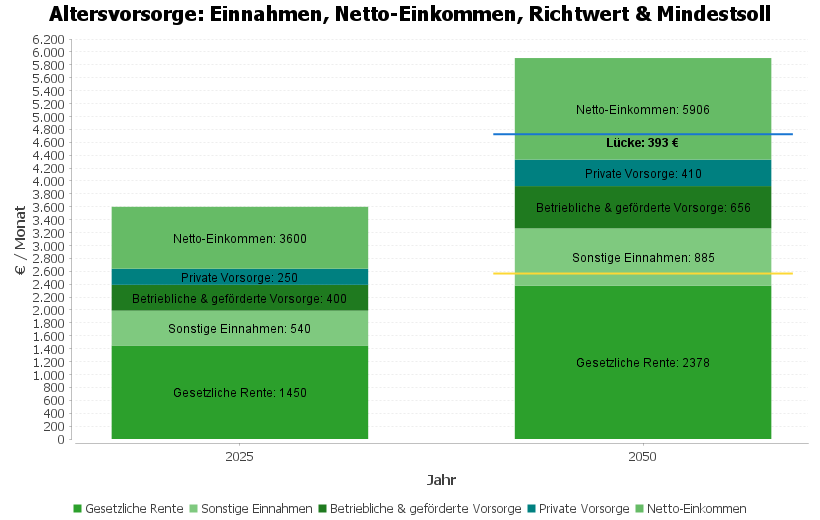 Altersvorsorge: Einnahmen, Netto-Einkommen, Richtwert & Mindestsoll
6.200
6.000
5.800
5.600
5.400
5.200
5.000
4.800
4.600
4.400
4.200
4.000
3.800
3.600
3.400
3.200
3.000
2.800
2.600
2.400
2.200
2.000
1.800
1.600
1.400
1.200
1.000
800
600
400
200
0
€ / Monat
Netto-Einkommen: 3600
Private Vorsorge: 250
Betriebliche & geförderte Vorsorge: 400
Sonstige Einnahmen: 540
Gesetzliche Rente: 1450
Netto-Einkommen: 5906
Lücke: 393 €
Private Vorsorge: 410
Betriebliche & geförderte Vorsorge: 656
Sonstige Einnahmen: 885
Gesetzliche Rente: 2378
2025
2050
Jahr
Gesetzliche Rente Sonstige Einnahmen Betriebliche & geförderte Vorsorge Private Vorsorge Netto-Einkommen